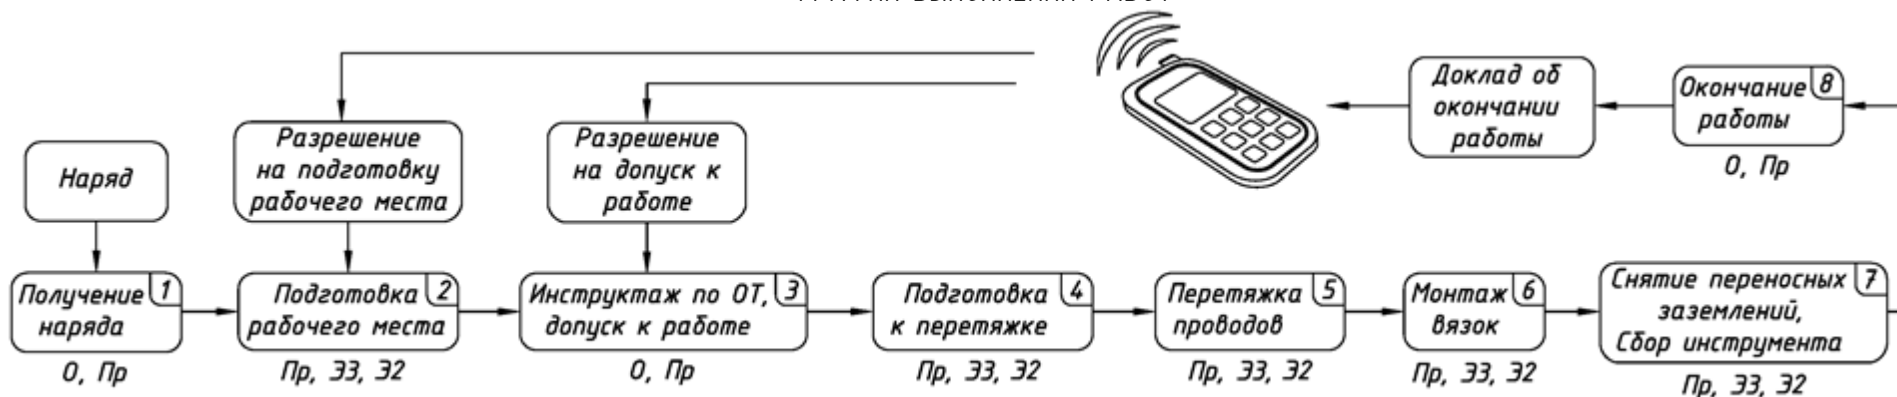 Доклад об
окончании
работы
Окончание 8
работы
О, Пр
Разрешение
на подготовку
рабочего места
Разрешение
на допуск к
работе
Наряд
Получение 1
наряда
О, Пр
Подготовка 2
рабочего места
Пр, Э3, Э2
Инструктаж по ОТ, 3
допуск к работе
О, Пр
Подготовка 4
к перетяжке
Пр, Э3, Э2
Перетяжка 5
проводов
Пр, Э3, Э2
Монтаж 6
вязок
Пр, Э3, Э2
Снятие переносных 7
заземлений,
Сбор инструмента
Пр, Э3, Э2